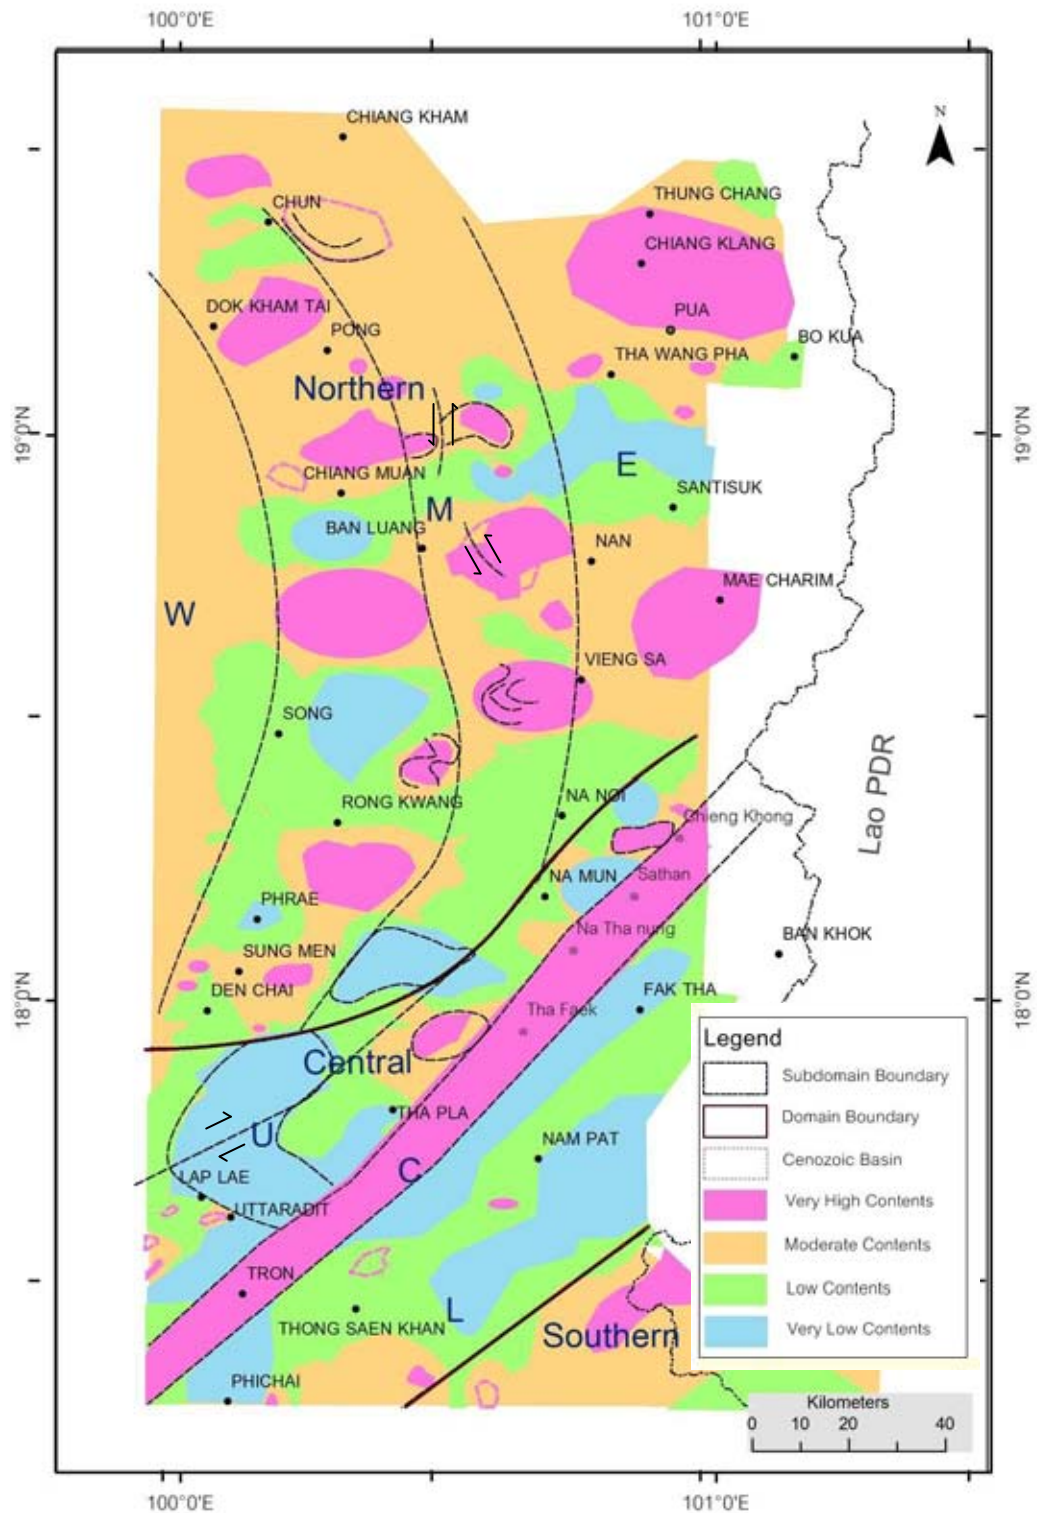 100°0'E
101°0'E
N
CHIANG KHAM
THUNG CHANG
CHUN
CHIANG KLANG
DOK KHAM TAI
PUA
PONG
BO KUA
THA WANG PHA
Northern
19°0'N
19°0'N
E
CHIANG MUAN
SANTISUK
M
BAN LUANG
NAN
MAE CHARIM
W
VIENG SA
SONG
Lao PDR
RONG KWANG
NA NOI
Chieng Khong
NA MUN
Sathan
PHRAE
Na Tha nung
BAN KHOK
SUNG MEN
DEN CHAI
FAK THA
18°0'N
18°0'N
Tha Faek
Central
THA PLA
U
NAM PAT
C
LAP LAE
UTTARADIT
TRON
L
THONG SAEN KHAN
Southern
PHICHAI
Legend
Subdomain Boundary
Domain Boundary
Cenozoic Basin
Very High Contents
Moderate Contents
Low Contents
Very Low Contents
Kilometers
0 10 20 40
100°0'E
101°0'E